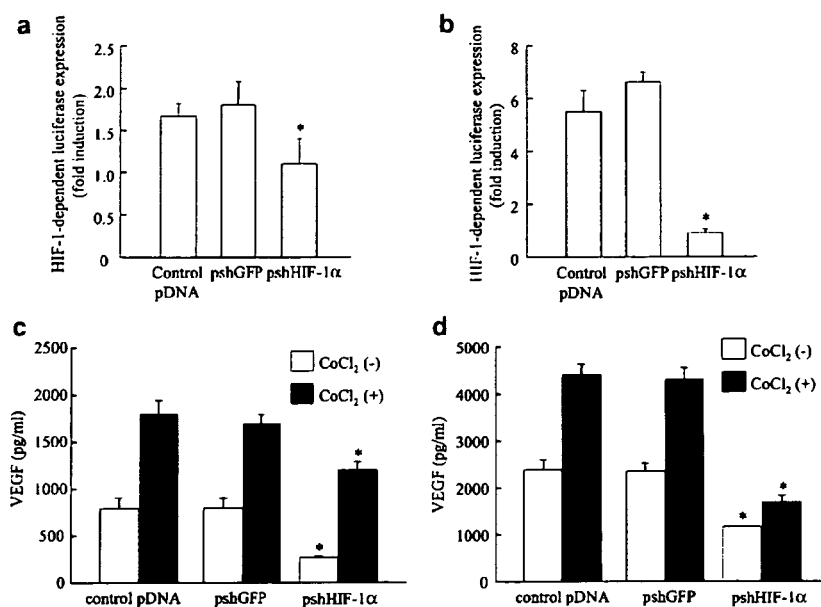 a
HIF-1-dependent luciferase expression
(fold induction)
2.5
2.0
1.5
1.0
0.5
*
Control
pDNA
pshGFP
pshHIF-1α
b
HIF-1-dependent luciferase expression
(fold induction)
8
6
4
2
0
*
Control
pDNA
pshGFP
pshHIF-1α
c
VEGF (pg/ml)
2500
2000
1500
1000
500
0
CoCl₂ (-)
CoCl₂ (+)
*
*
control pDNA
pshGFP
pshHIF-1α
d
VEGF (pg/ml)
5000
4000
3000
2000
1000
0
CoCl₂ (-)
CoCl₂ (+)
*
*
control pDNA
pshGFP
pshHIF-1α